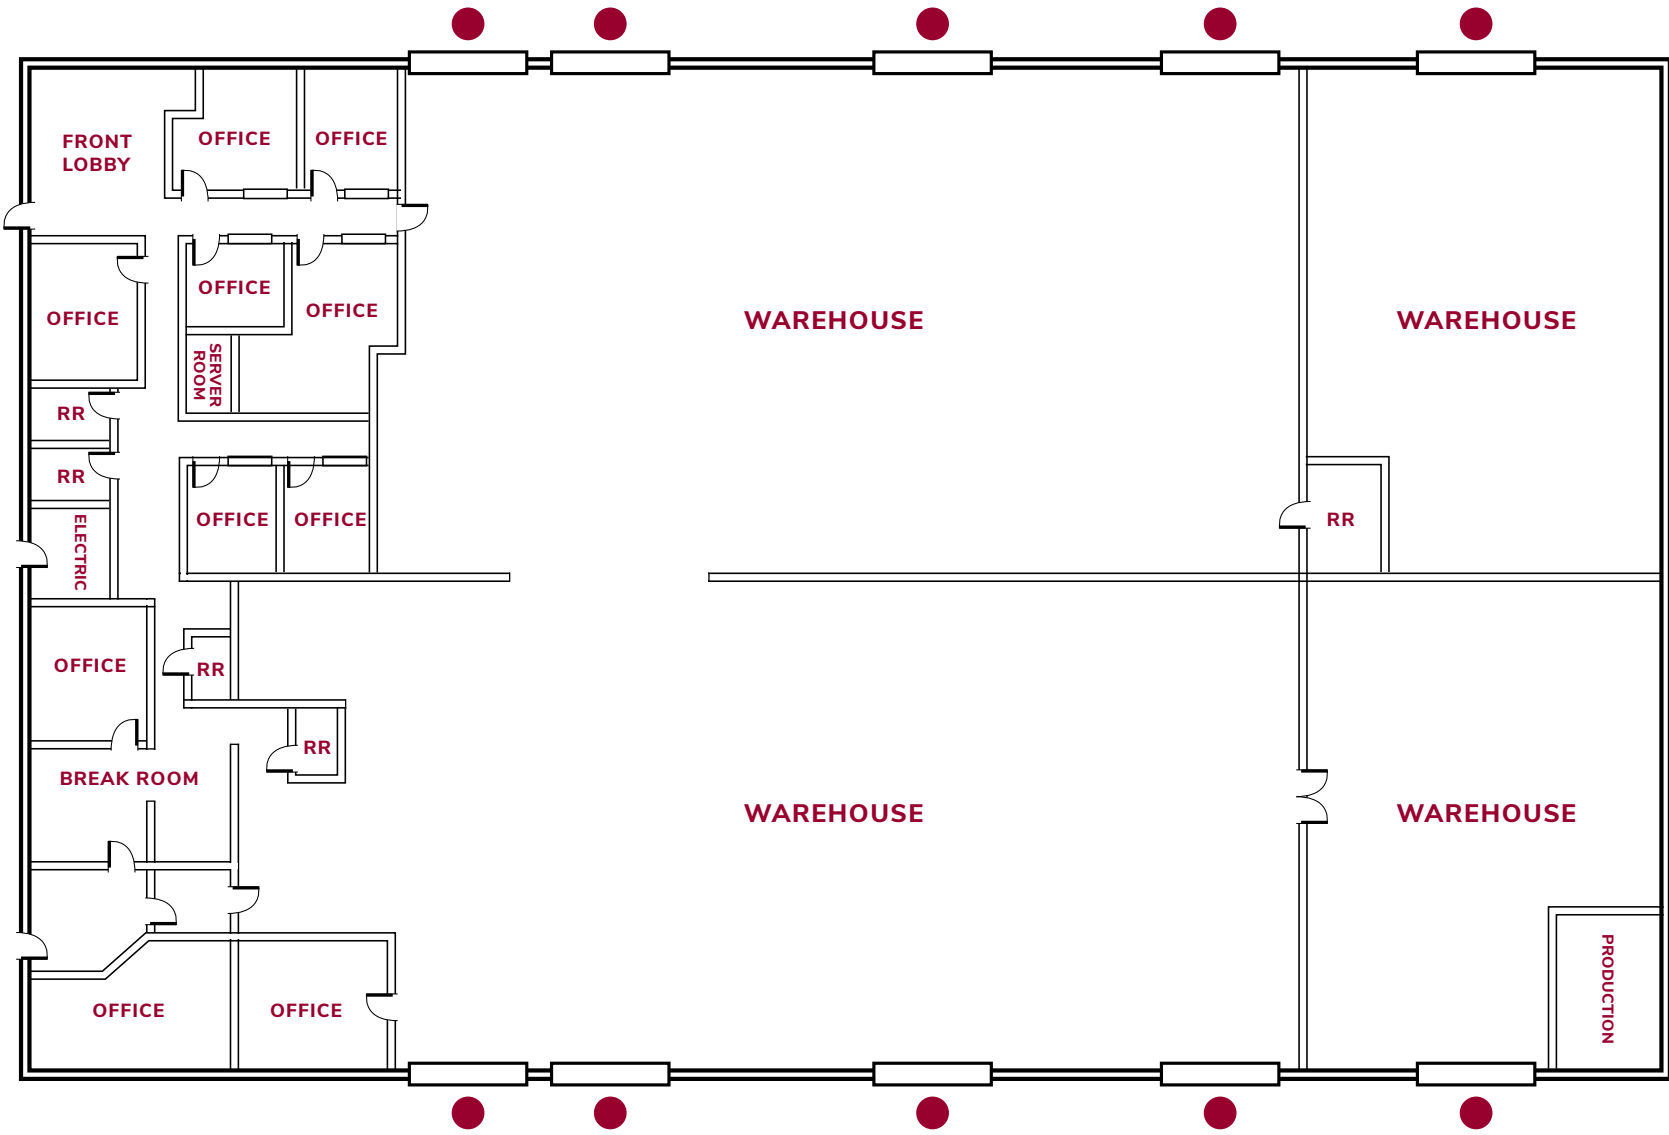 FRONT
LOBBY
OFFICE
OFFICE
OFFICE
OFFICE
OFFICE
WAREHOUSE
WAREHOUSE
SERVER
ROOM
RR
RR
ELECTRIC
OFFICE
OFFICE
RR
OFFICE
RR
RR
BREAK ROOM
WAREHOUSE
WAREHOUSE
OFFICE
OFFICE
PRODUCTION